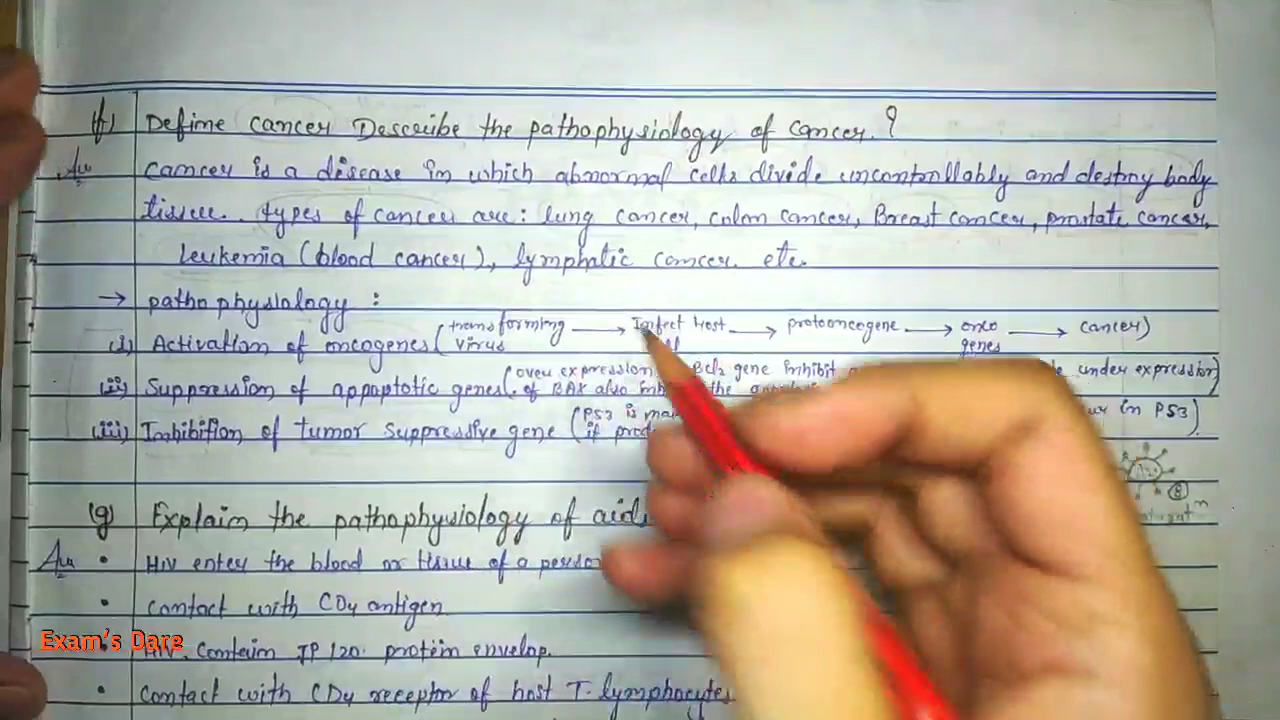 f) Define cancer Describe the pathophysiology of cancer. ?
Ans Cancer is a disease in which abnormal cells divide uncontrollably and destroy body
tissue. types of cancer are: lung cancer, colon cancer, Breast cancer, prostate cancer,
leukemia (blood cancer), lymphatic cancer. etc.
→ pathophysiology :
(i) Activation of oncogenes (transforming virus → Infect Host → protooncogene → onco genes → cancer)
(ii) Suppression of appoptotic genes (over expression Bcl2 gene inhibit under expression)
of BAX also the
(iii) Inhibition of tumor suppressive gene (P53 is in P53).
if
(g) Explain the pathophysiology of aids
Ans • HIV enter the blood or tissue of a
• Contact with CD4 antigen
Exam's Dare
• HIV. Contain IP 120. protein envelop.
• Contact with CD4 receptor of host T-lymphocytes